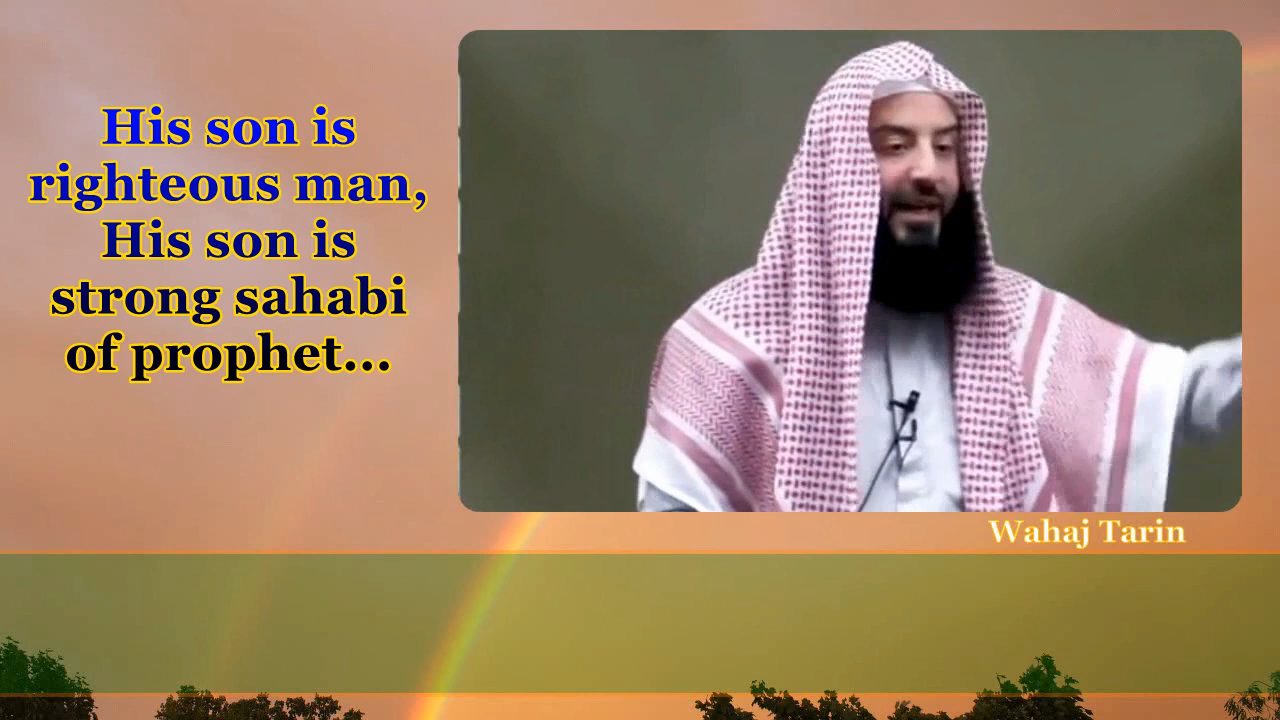 His son is
righteous man,
His son is
strong sahabi
of prophet...
Wahaj Tarin